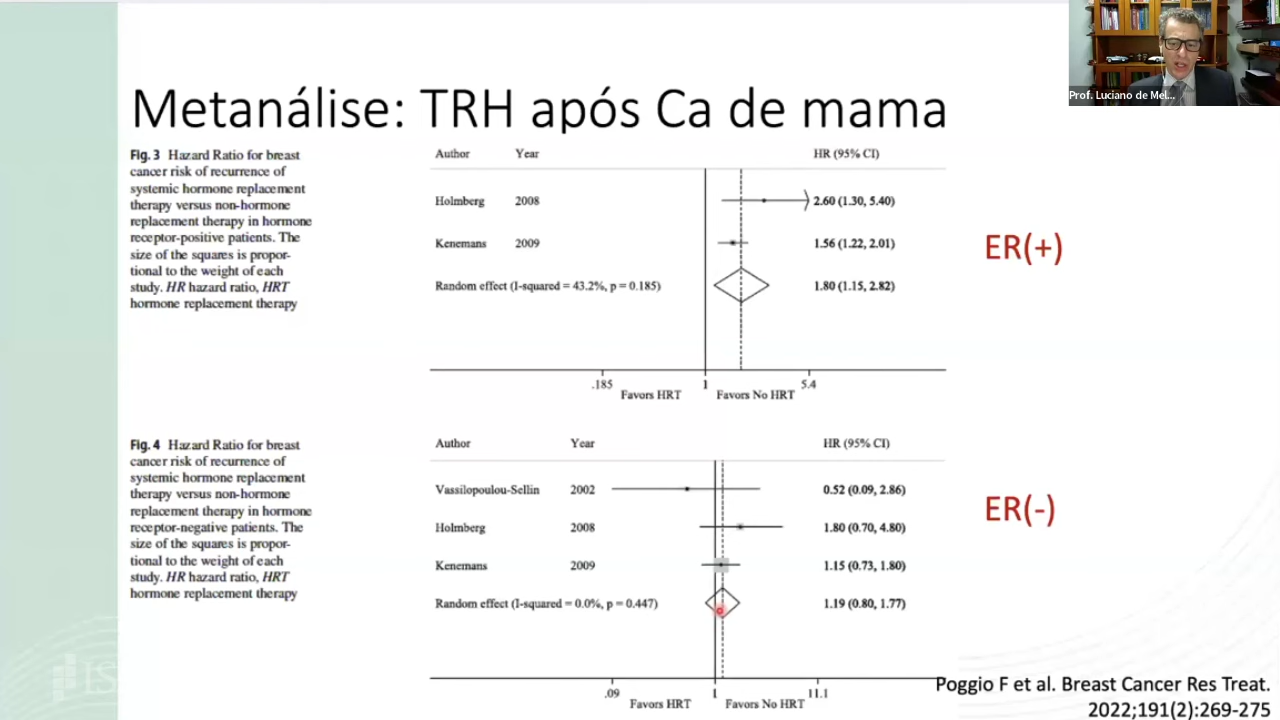 Prof. Luciano de Mel...
Metanálise: TRH após Ca de mama
Fig. 3 Hazard Ratio for breast
cancer risk of recurrence of
systemic hormone replacement
therapy versus non-hormone
replacement therapy in hormone
receptor-positive patients. The
size of the squares is propor-
tional to the weight of each
study. HR hazard ratio, HRT
hormone replacement therapy
Author Year HR (95% CI)
Holmberg 2008 2.60 (1.30, 5.40)
Kenemans 2009 1.56 (1.22, 2.01)
Random effect (I-squared = 43.2%, p = 0.185) 1.80 (1.15, 2.82)
.185 1 5.4
Favors HRT Favors No HRT
ER(+)
Fig. 4 Hazard Ratio for breast
cancer risk of recurrence of
systemic hormone replacement
therapy versus non-hormone
replacement therapy in hormone
receptor-negative patients. The
size of the squares is propor-
tional to the weight of each
study. HR hazard ratio, HRT
hormone replacement therapy
Author Year HR (95% CI)
Vassilopoulou-Sellin 2002 0.52 (0.09, 2.86)
Holmberg 2008 1.80 (0.70, 4.80)
Kenemans 2009 1.15 (0.73, 1.80)
Random effect (I-squared = 0.0%, p = 0.447) 1.19 (0.80, 1.77)
.09 1 11.1
Favors HRT Favors No HRT
ER(-)
Poggio F et al. Breast Cancer Res Treat.
2022;191(2):269-275